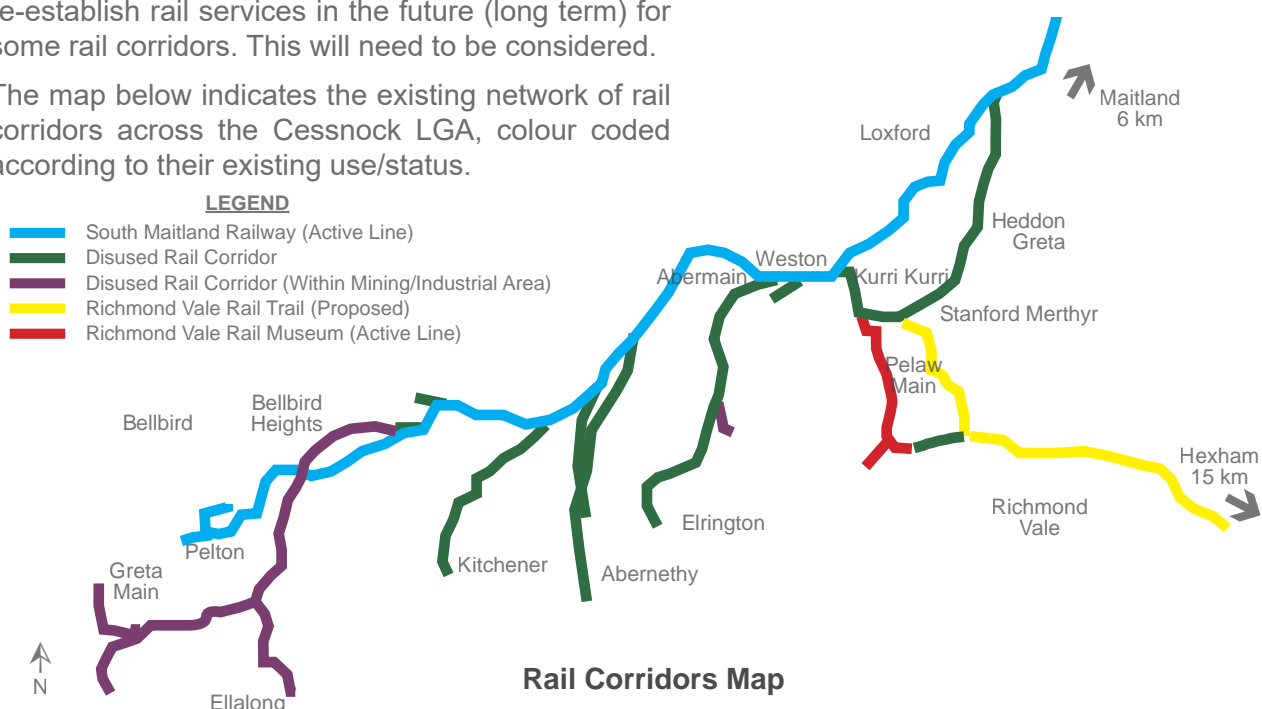 re-establish rail services in the future (long term) for
some rail corridors. This will need to be considered.
The map below indicates the existing network of rail
corridors across the Cessnock LGA, colour coded
according to their existing use/status.
LEGEND
South Maitland Railway (Active Line)
Disused Rail Corridor
Disused Rail Corridor (Within Mining/Industrial Area)
Richmond Vale Rail Trail (Proposed)
Richmond Vale Rail Museum (Active Line)
Maitland
6 km
Loxford
Heddon
Greta
Weston
Abermain
Kurri Kurri
Stanford Merthyr
Pelaw
Main
Bellbird
Bellbird
Heights
Hexham
15 km
Richmond
Vale
Elrington
Pelton
Kitchener
Abernethy
Greta
Main
Ellalong
N
Rail Corridors Map